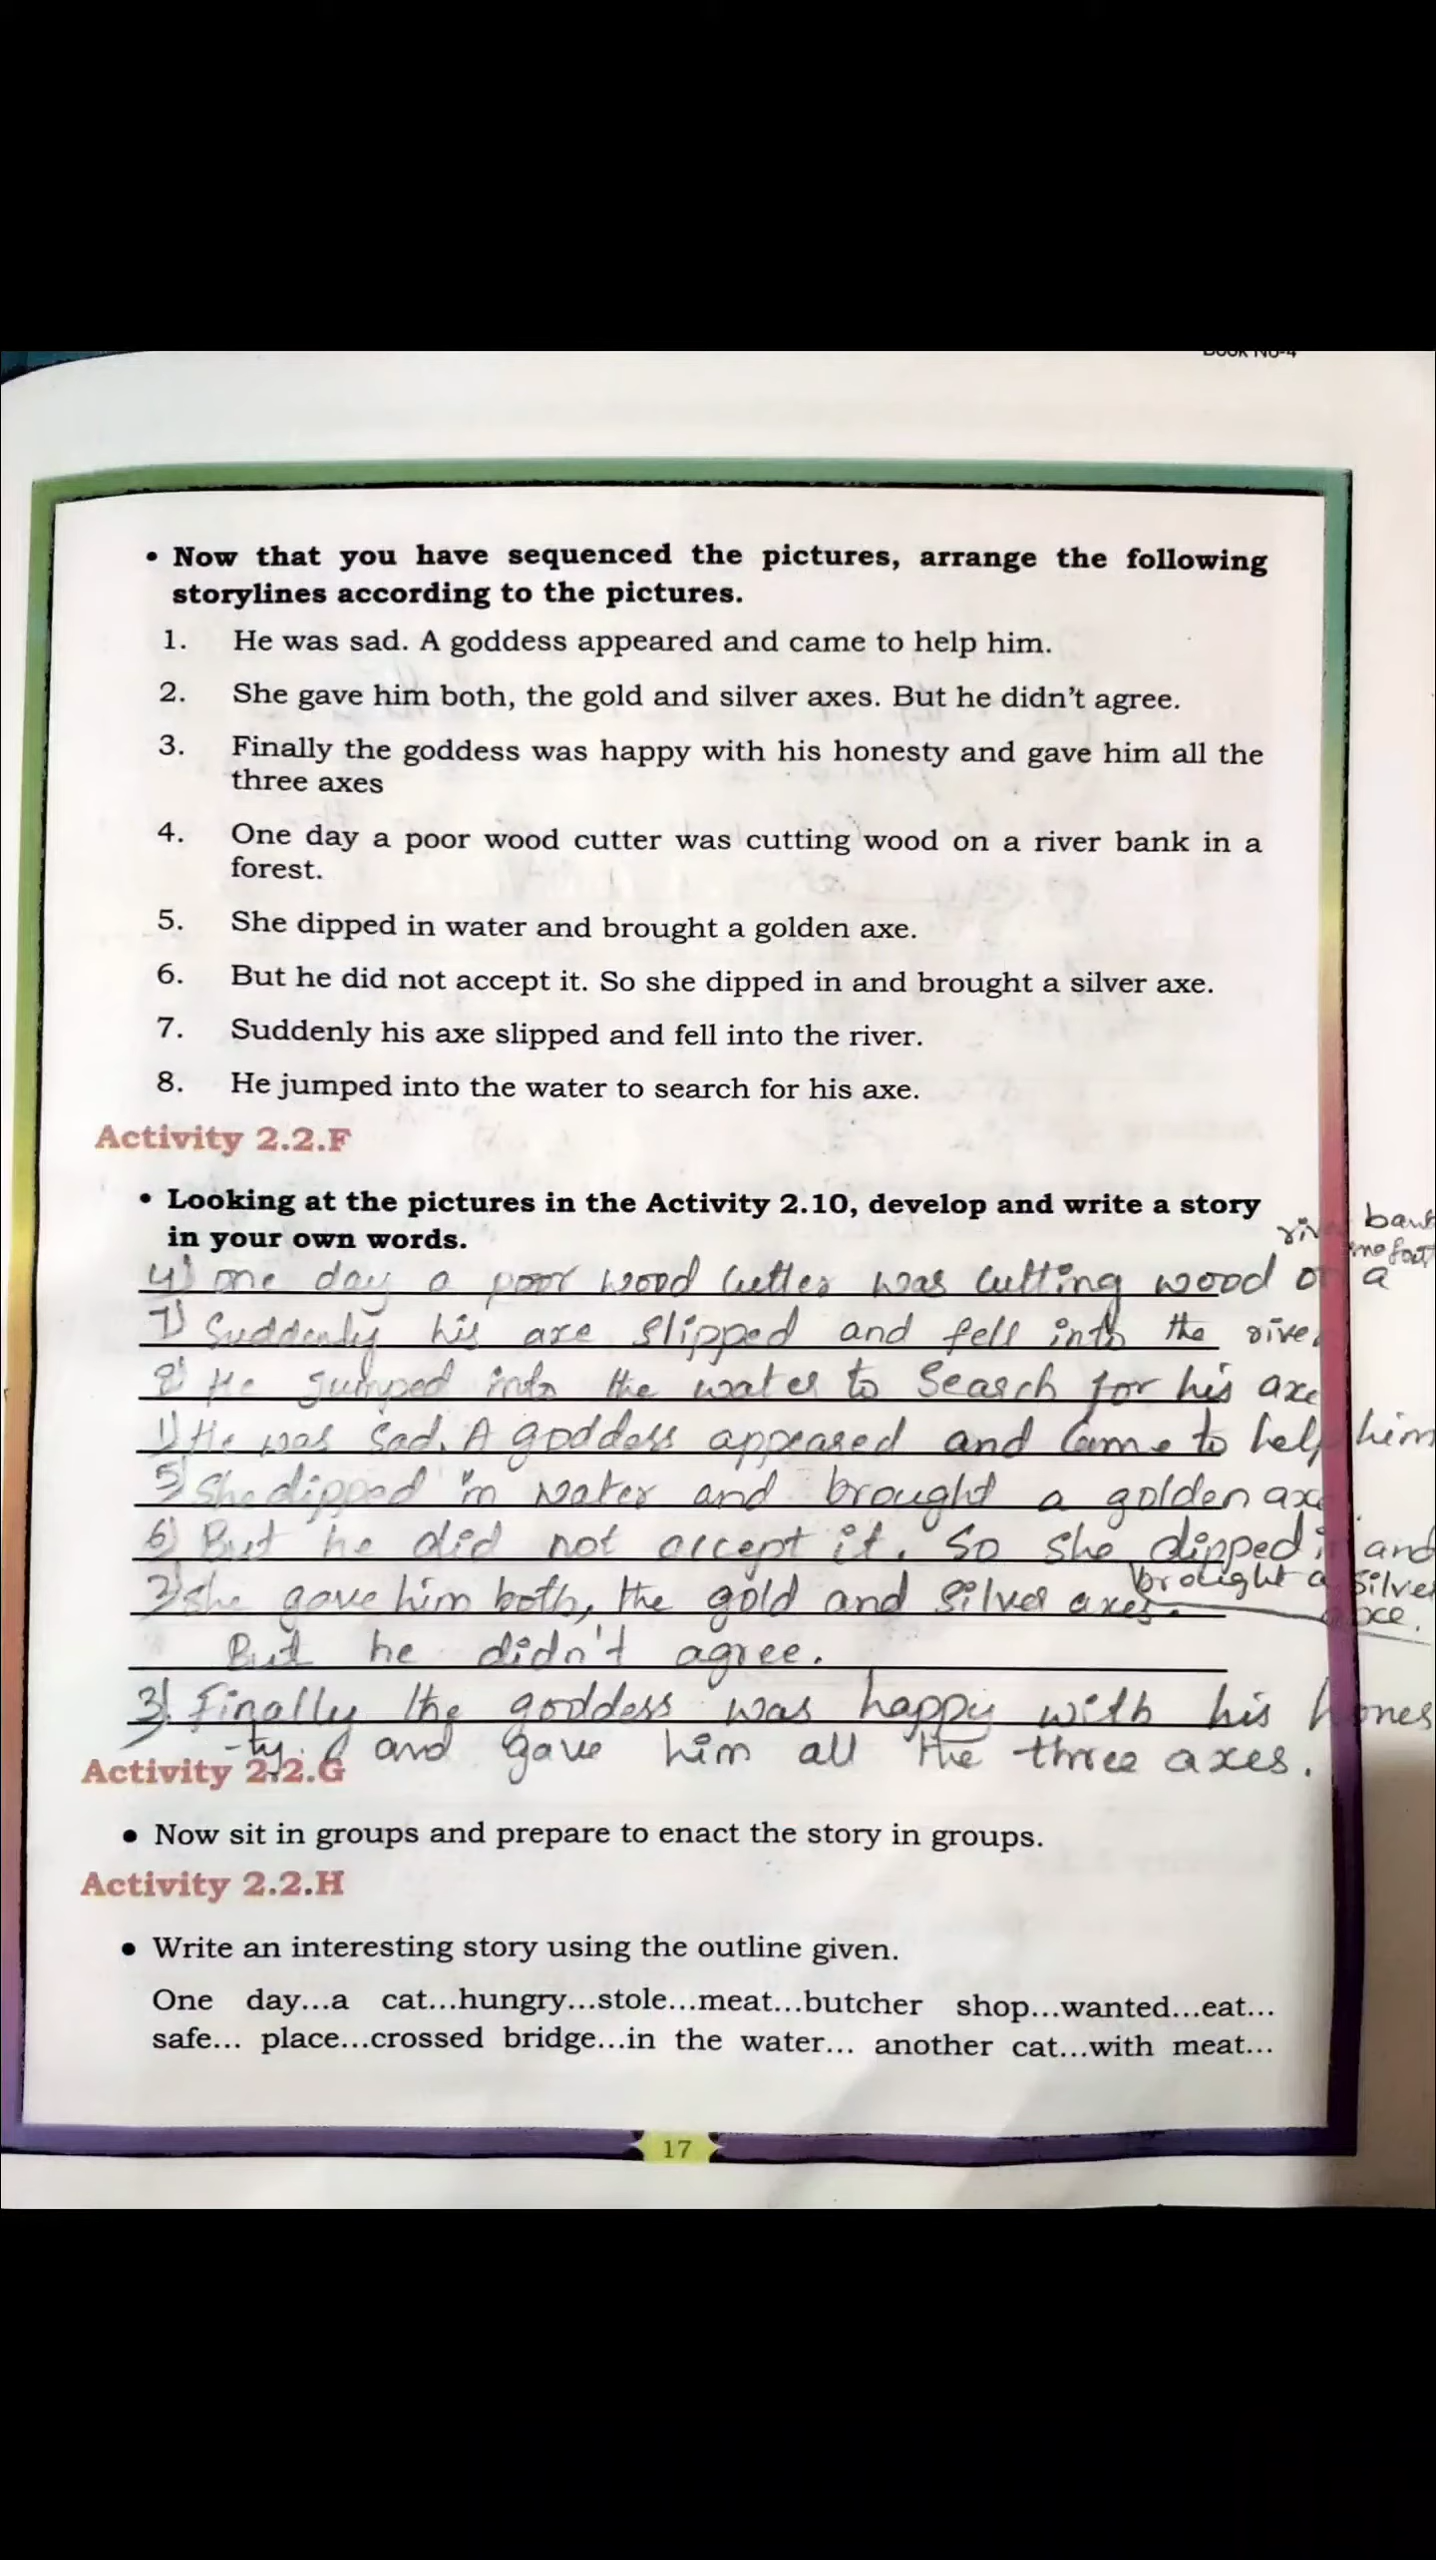 • Now that you have sequenced the pictures, arrange the following
storylines according to the pictures.
1. He was sad. A goddess appeared and came to help him.
2. She gave him both, the gold and silver axes. But he didn't agree.
3. Finally the goddess was happy with his honesty and gave him all the
three axes
4. One day a poor wood cutter was cutting wood on a river bank in a
forest.
5. She dipped in water and brought a golden axe.
6. But he did not accept it. So she dipped in and brought a silver axe.
7. Suddenly his axe slipped and fell into the river.
8. He jumped into the water to search for his axe.
Activity 2.2.F
• Looking at the pictures in the Activity 2.10, develop and write a story
in your own words.
river bank
4) one day a poor wood cutter was cutting wood on a
7) Suddenly his axe slipped and fell into the river
8) He jumped into the water to search for his axe
1) He was sad. A goddess appeared and came to help him
5) She dipped in water and brought a golden axe
6) But he did not accept it. So she dipped in and
brought a silver
axe.
2) She gave him both, the gold and silver axes.
But he didn't agree.
3) Finally the goddess was happy with his hones
-ty. and gave him all the three axes.
Activity 2.2.G
• Now sit in groups and prepare to enact the story in groups.
Activity 2.2.H
• Write an interesting story using the outline given.
One day...a cat...hungry...stole...meat...butcher shop...wanted...eat...
safe... place...crossed bridge...in the water... another cat...with meat...
17